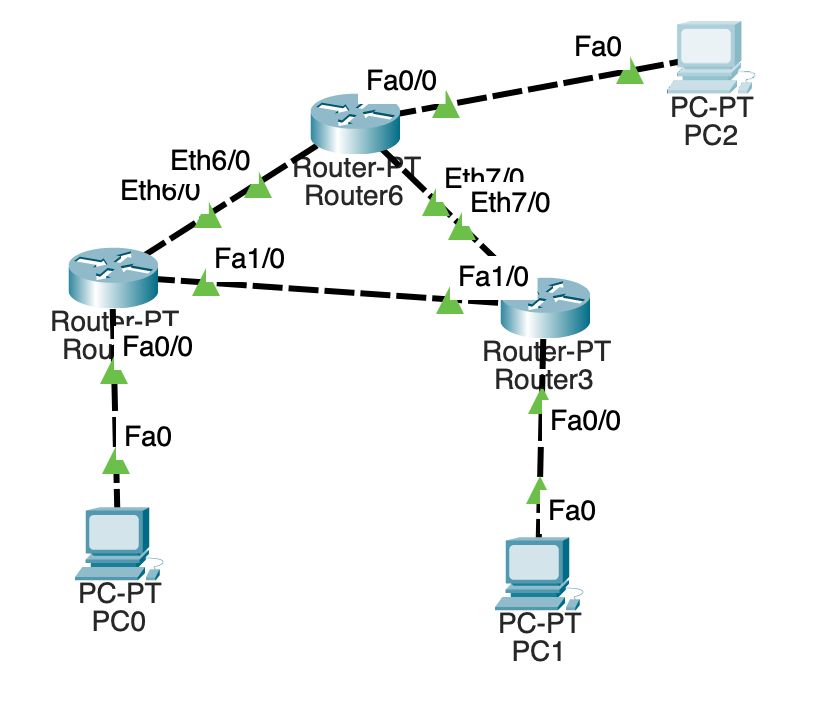 Fa0
Fa0/0
PC-PT
PC2
Eth6/0
Router-PT
Router6
Eth7/0
Eth6/0
Eth7/0
Fa1/0
Fa1/0
Router-PT
Rou
Fa0/0
Router-PT
Router3
Fa0/0
Fa0
Fa0
PC-PT
PC0
PC-PT
PC1